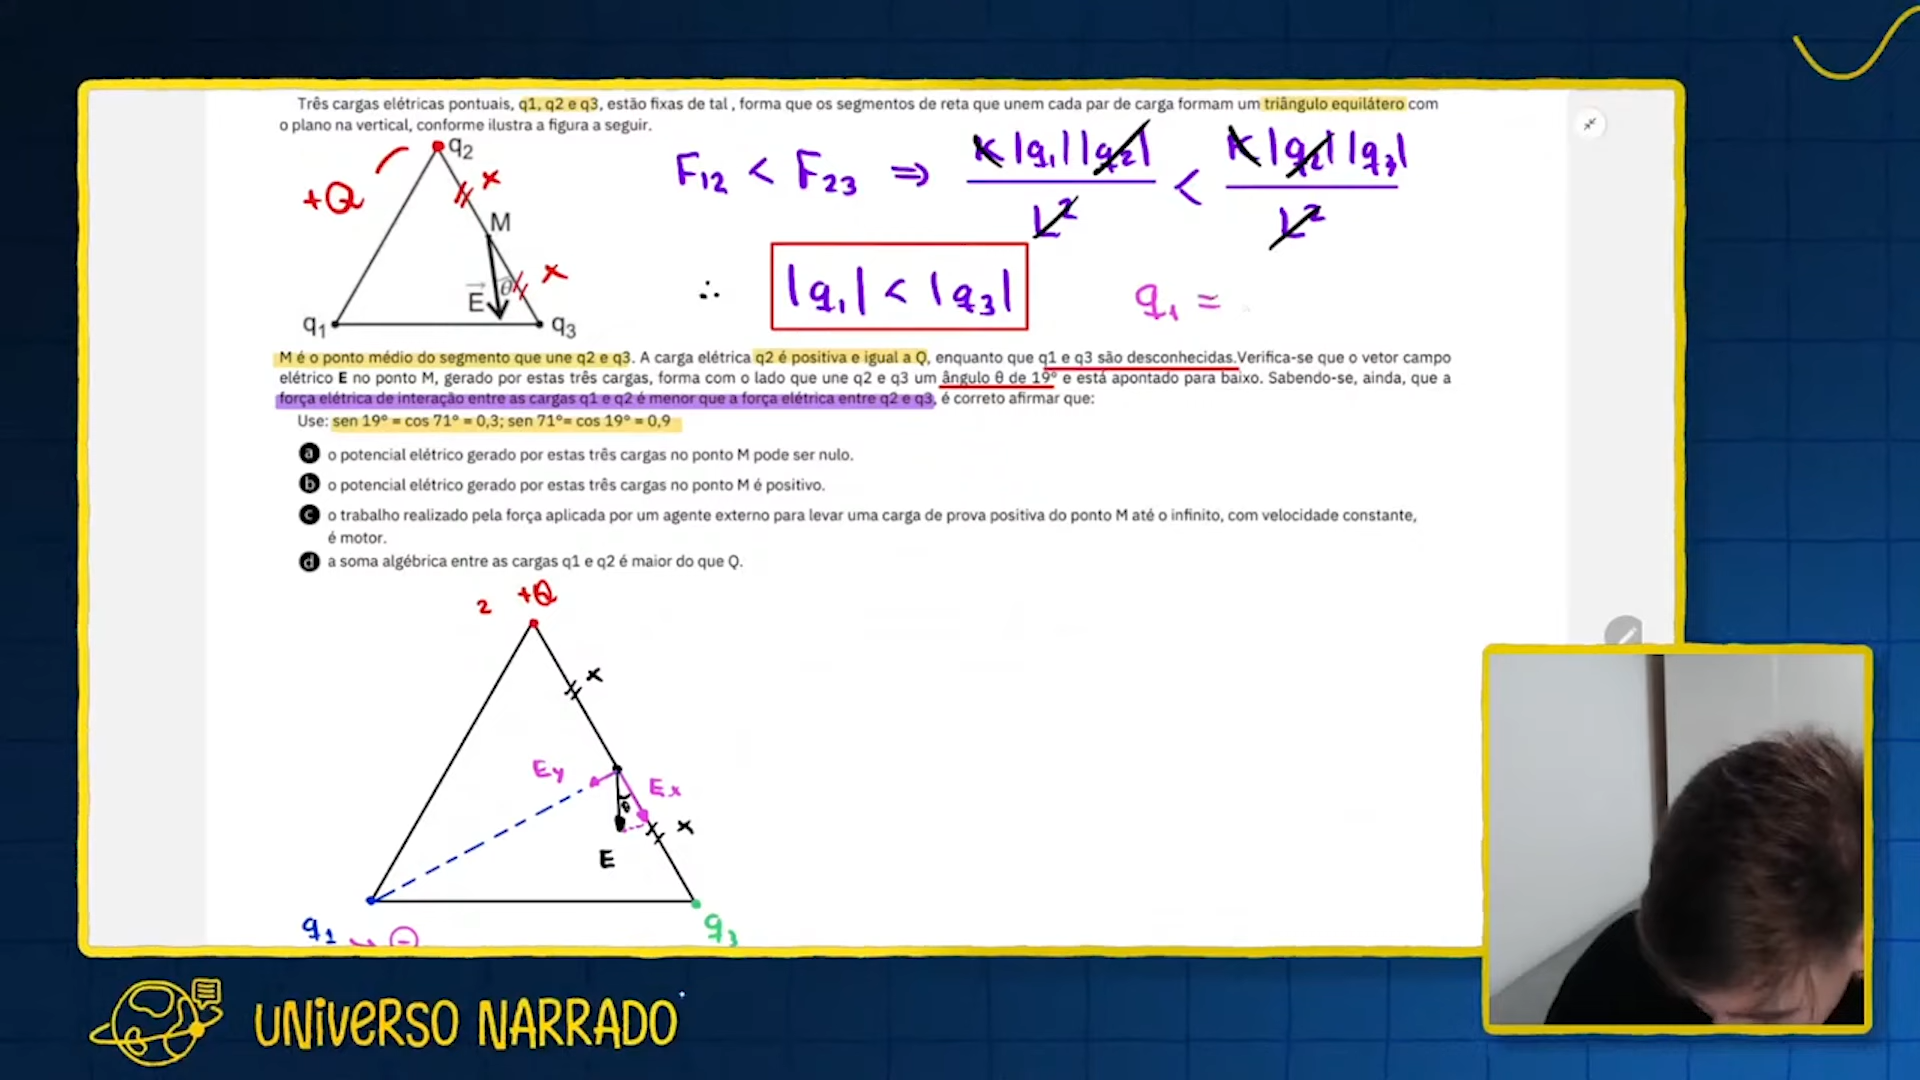 Três cargas elétricas pontuais, q1, q2 e q3, estão fixas de tal , forma que os segmentos de reta que unem cada par de carga formam um triângulo equilátero com
o plano na vertical, conforme ilustra a figura a seguir.
q2
+Q
x
M
x
E
θ
q1
q3
F12 < F23 ⇒ K |q1| |q2| / L² < K |q2| |q3| / L²
∴ |q1| < |q3|
q1 =
M é o ponto médio do segmento que une q2 e q3. A carga elétrica q2 é positiva e igual a Q, enquanto que q1 e q3 são desconhecidas.Verifica-se que o vetor campo
elétrico E no ponto M, gerado por estas três cargas, forma com o lado que une q2 e q3 um ângulo θ de 19º e está apontado para baixo. Sabendo-se, ainda, que a
força elétrica de interação entre as cargas q1 e q2 é menor que a força elétrica entre q2 e q3, é correto afirmar que:
Use: sen 19º = cos 71º = 0,3; sen 71º= cos 19º = 0,9
a o potencial elétrico gerado por estas três cargas no ponto M pode ser nulo.
b o potencial elétrico gerado por estas três cargas no ponto M é positivo.
c o trabalho realizado pela força aplicada por um agente externo para levar uma carga de prova positiva do ponto M até o infinito, com velocidade constante,
é motor.
d a soma algébrica entre as cargas q1 e q2 é maior do que Q.
2 +Q
x
Ey
Ex
θ
x
E
q1
q3
UNIVERSO NARRADO